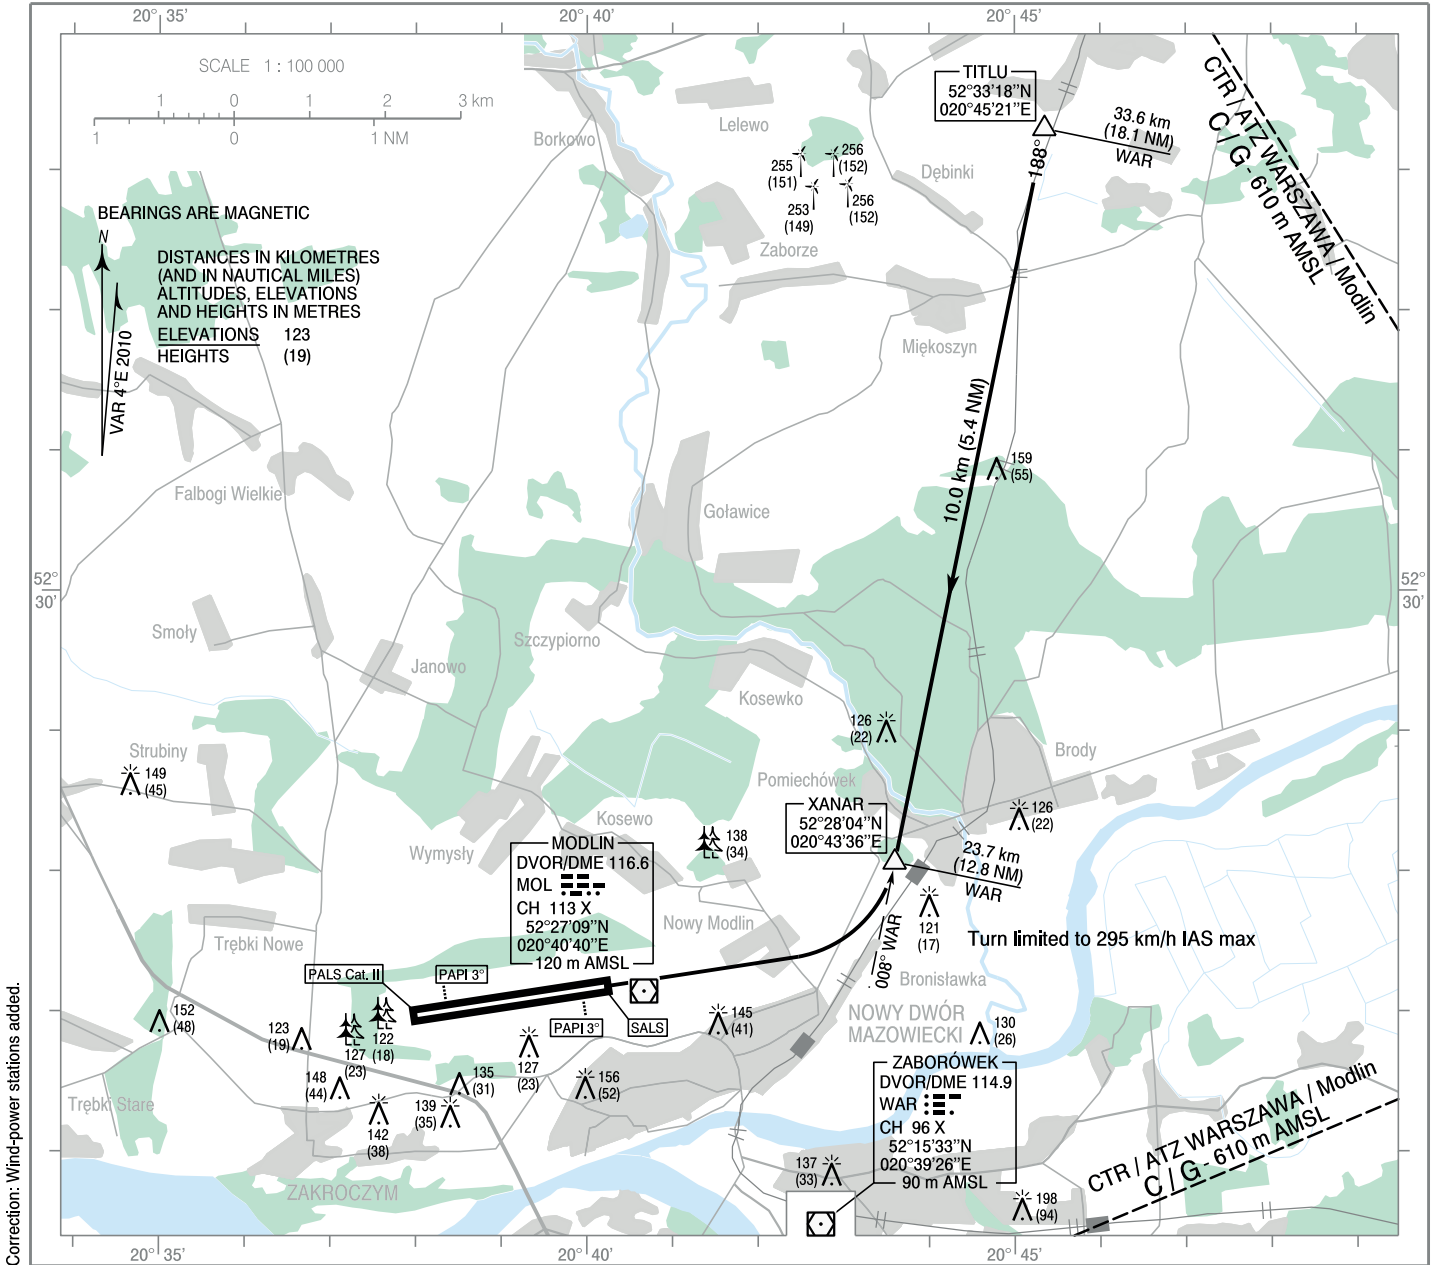 20° 35'
20° 40'
20° 45'
SCALE 1 : 100 000
1 0 1 2 3 km
1 0 1 NM
BEARINGS ARE MAGNETIC
N
VAR 4°E 2010
DISTANCES IN KILOMETRES
(AND IN NAUTICAL MILES)
ALTITUDES, ELEVATIONS
AND HEIGHTS IN METRES
ELEVATIONS 123
HEIGHTS (19)
Borkowo
Lelewo
255
(151)
256
(152)
253
(149)
256
(152)
Zaborze
Dębinki
TITLU
52°33'18"N
020°45'21"E
33.6 km
(18.1 NM)
WAR
188°
CTR / ATZ WARSZAWA / Modlin
C / G - 610 m AMSL
Miękoszyn
10.0 km (5.4 NM)
159
(55)
Falbogi Wielkie
Goławice
52°
30'
52°
30'
Smoły
Janowo
Szczypiorno
Kosewko
126
(22)
Brody
Pomiechówek
Strubiny
149
(45)
XANAR
52°28'04"N
020°43'36"E
126
(22)
23.7 km
(12.8 NM)
WAR
Kosewo
138
(34)
Wymysły
MODLIN
DVOR/DME 116.6
MOL
CH 113 X
52°27'09"N
020°40'40"E
120 m AMSL
Nowy Modlin
008° WAR
121
(17)
Turn limited to 295 km/h IAS max
Trębki Nowe
PALS Cat. II
PAPI 3°
PAPI 3°
SALS
Bronisławka
NOWY DWÓR
MAZOWIECKI
152
(48)
123
(19)
127
(23)
122
(18)
127
(23)
145
(41)
130
(26)
148
(44)
135
(31)
139
(35)
142
(38)
156
(52)
Trębki Stare
ZABORÓWEK
DVOR/DME 114.9
WAR
CH 96 X
52°15'33"N
020°39'26"E
90 m AMSL
137
(33)
198
(94)
CTR / ATZ WARSZAWA / Modlin
C / G - 610 m AMSL
ZAKROCZYM
20° 35'
20° 40'
20° 45'
Correction: Wind-power stations added.